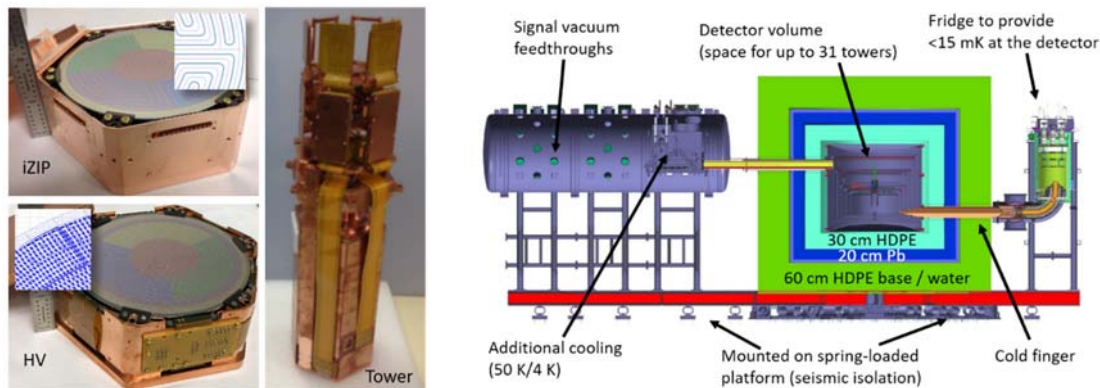 iZIP
HV
Tower
Signal vacuum
feedthroughs
Detector volume
(space for up to 31 towers)
Fridge to provide
<15 mK at the detector
30 cm HDPE
20 cm Pb
60 cm HDPE base / water
Additional cooling
(50 K/4 K)
Mounted on spring-loaded
platform (seismic isolation)
Cold finger